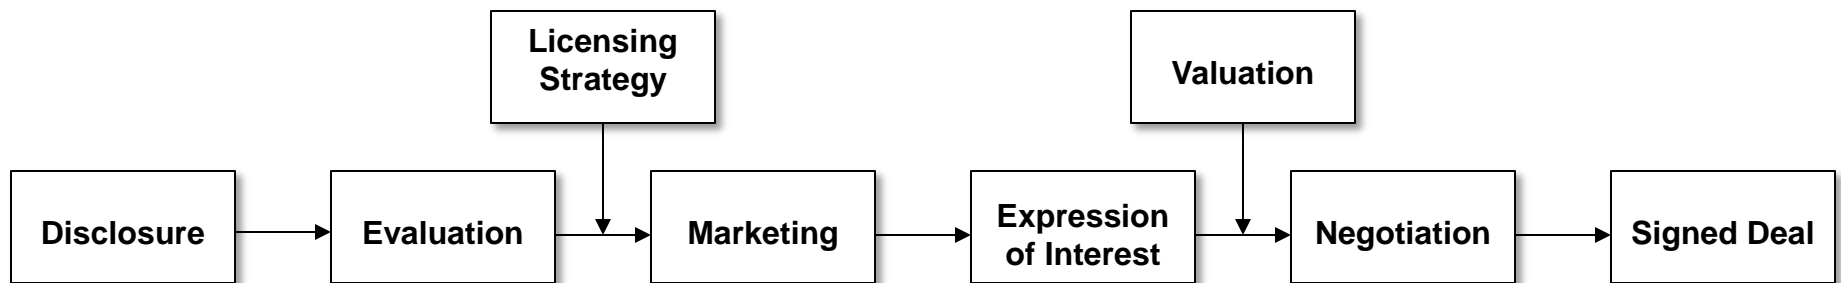 Licensing
Strategy
Valuation
Disclosure
Evaluation
Marketing
Expression
of Interest
Negotiation
Signed Deal